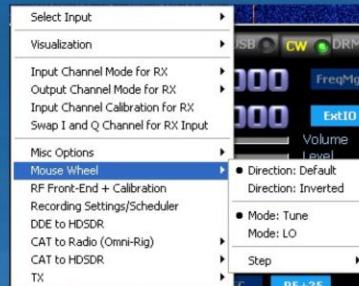 Select Input
Visualization
Input Channel Mode for RX
Output Channel Mode for RX
Input Channel Calibration for RX
Swap I and Q Channel for RX Input
Misc Options
Mouse Wheel
RF Front-End + Calibration
Recording Settings/Scheduler
DDE to HDSDR
CAT to Radio (Omni-Rig)
CAT to HDSDR
TX
Direction: Default
Direction: Inverted
Mode: Tune
Mode: LO
Step
SB CW DRM
000 FreqMg
000 ExtIO
Volume
Level